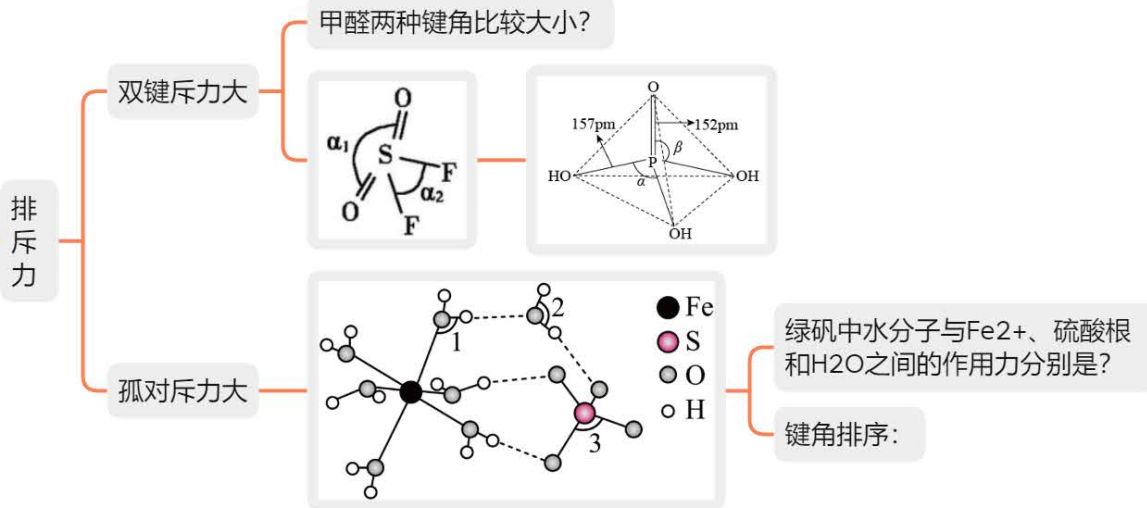 甲醛两种键角比较大小?
双键斥力大
O
α1
S
F
α2
O
F
O
157pm
152pm
β
P
HO
α
OH
OH
排
斥
力
孤对斥力大
1
2
3
Fe
S
O
H
绿矾中水分子与Fe2+、硫酸根
和H2O之间的作用力分别是?
键角排序: